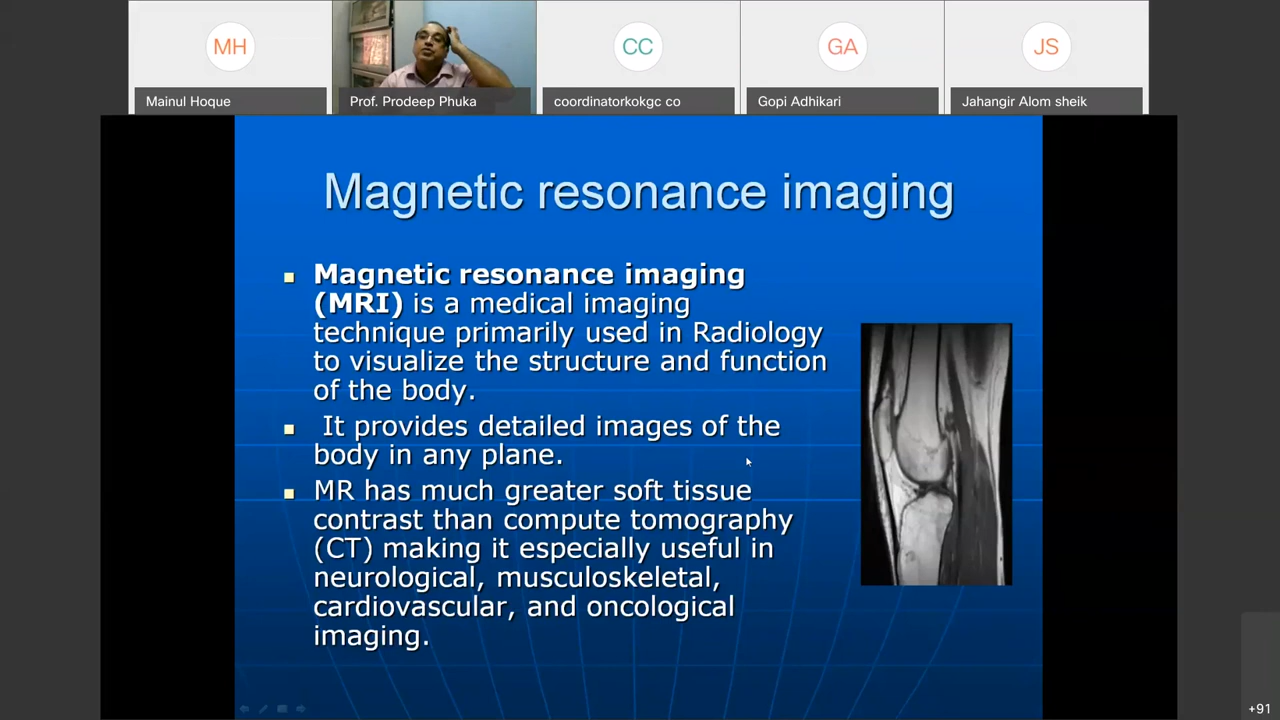 MH
CC
GA
JS
Mainul Hoque
Prof. Prodeep Phuka
coordinatorkokgc co
Gopi Adhikari
Jahangir Alom sheik
Magnetic resonance imaging
Magnetic resonance imaging
(MRI) is a medical imaging
technique primarily used in Radiology
to visualize the structure and function
of the body.
It provides detailed images of the
body in any plane.
MR has much greater soft tissue
contrast than compute tomography
(CT) making it especially useful in
neurological, musculoskeletal,
cardiovascular, and oncological
imaging.
+91